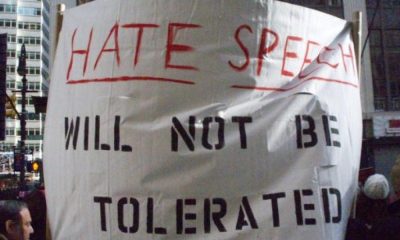 HATE SPEECH
WILL NOT BE
TOLERATED